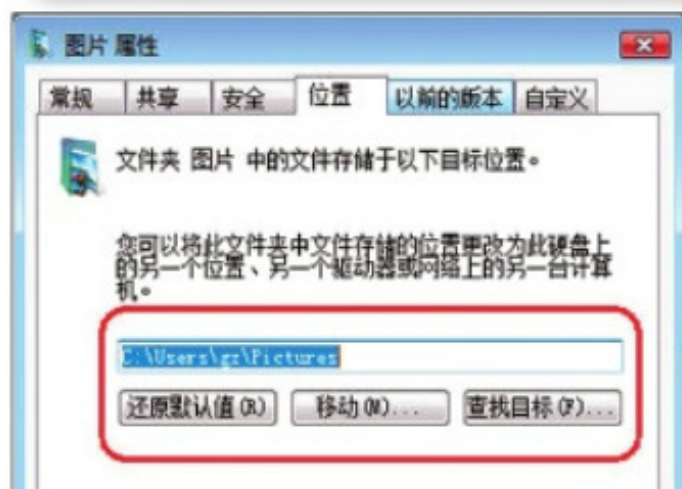 图片 属性
常规 共享 安全 位置 以前的版本 自定义
文件夹 图片 中的文件存储于以下目标位置。
您可以将此文件夹中文件存储的位置更改为此硬盘上
的另一个位置、另一个驱动器或网络上的另一台计算
机。
C:\Users\gz\Pictures
还原默认值(R) 移动(M)... 查找目标(F)...